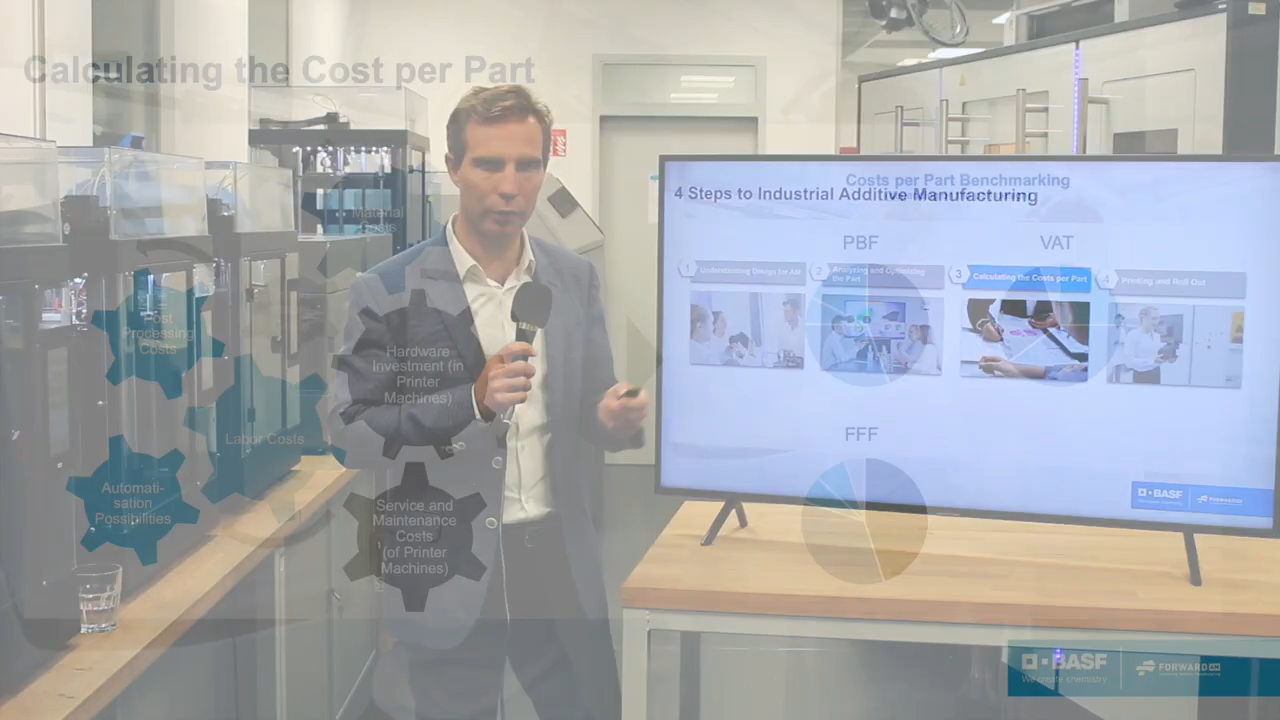 Calculating the Cost per Part
Costs per Part Benchmarking
4 Steps to Industrial Additive Manufacturing
Material
Costs
PBF
VAT
1 Understanding Design for AM
2 Analyzing and Optimizing
the Part
3 Calculating the Costs per Part
4 Printing and Roll Out
Post
Processing
Costs
Hardware
Investment (in
Printer
Machines)
Labor Costs
FFF
Automati-
sation
Possibilities
Service and
Maintenance
Costs
(of Printer
Machines)
BASF
We create chemistry
FORWARD AM
BASF
We create chemistry
FORWARD AM